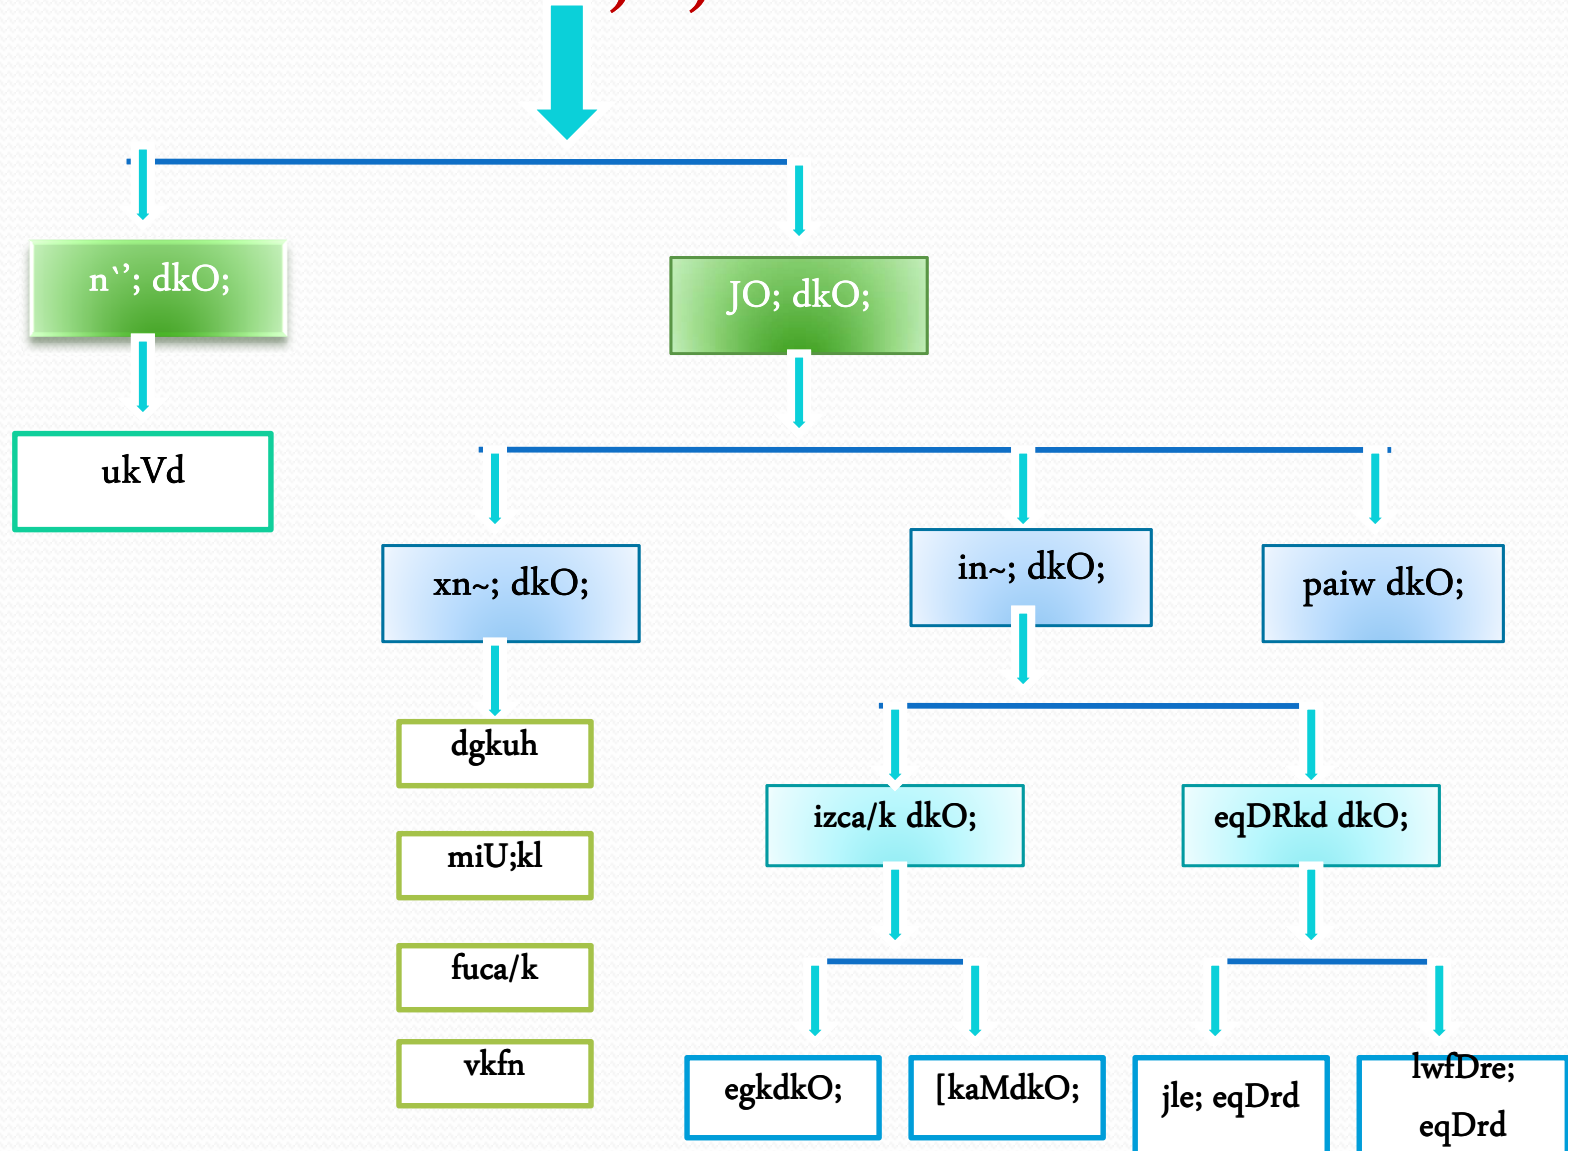 n`’; dkO;
JO; dkO;
ukVd
xn~; dkO;
in~; dkO;
paiw dkO;
dgkuh
izca/k dkO;
eqDRkd dkO;
miU;kl
fuca/k
vkfn
egkdkO;
[kaMdkO;
jle; eqDrd
lwfDre;
eqDrd